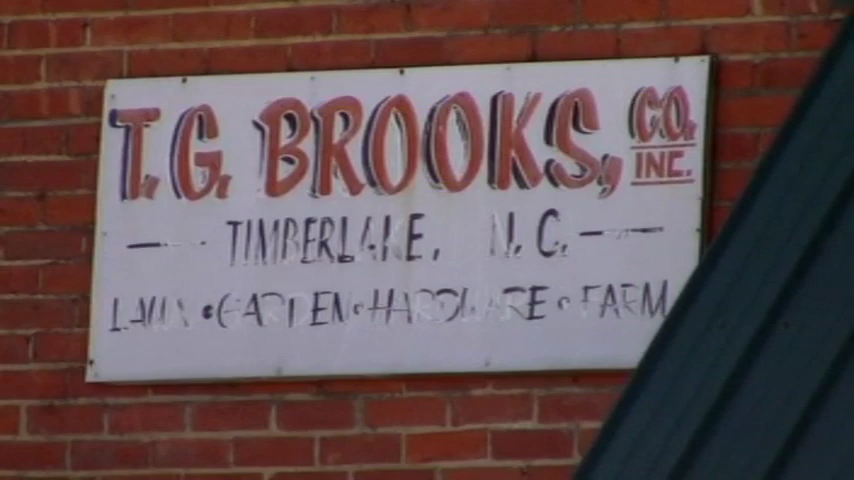 T.G. BROOKS, CO. INC.
— TIMBERLAKE, N.C. —
LAWN • GARDEN • HARDWARE • FARM